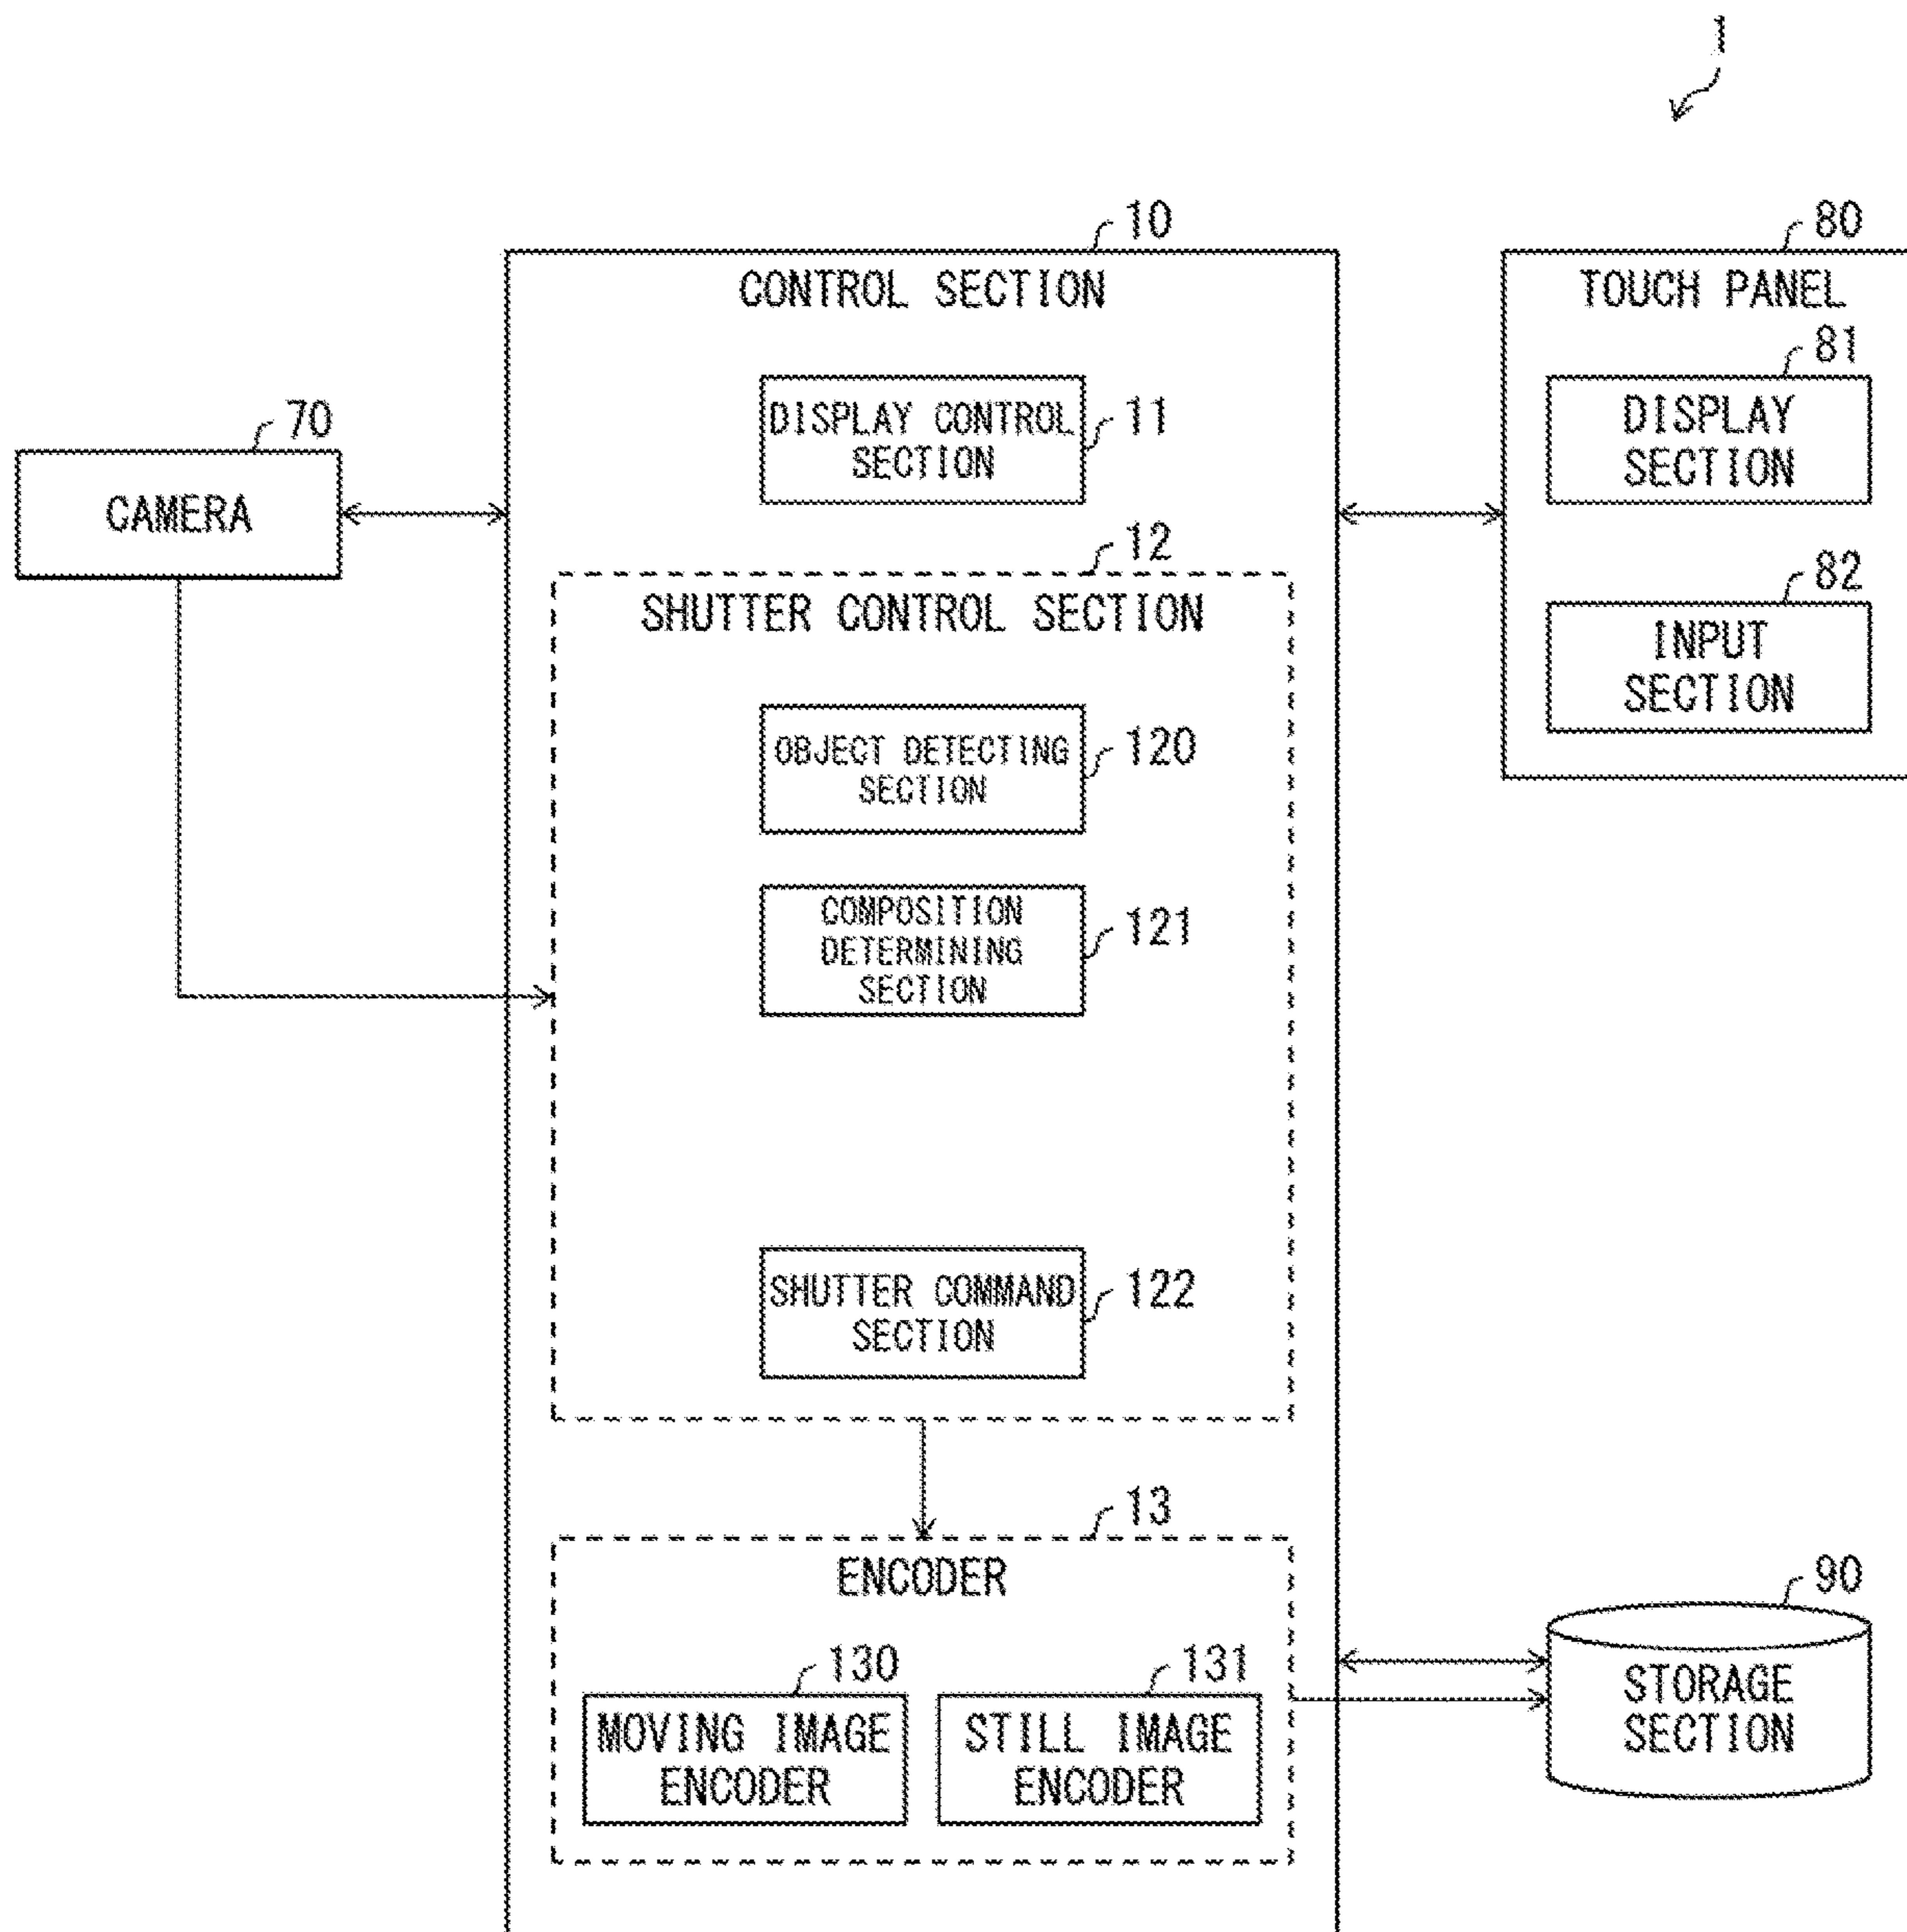 1
10
CONTROL SECTION
80
TOUCH PANEL
81
DISPLAY
SECTION
82
INPUT
SECTION
70
CAMERA
DISPLAY CONTROL
SECTION
11
12
SHUTTER CONTROL SECTION
OBJECT DETECTING
SECTION
120
COMPOSITION
DETERMINING
SECTION
121
SHUTTER COMMAND
SECTION
122
13
ENCODER
130
MOVING IMAGE
ENCODER
131
STILL IMAGE
ENCODER
90
STORAGE
SECTION